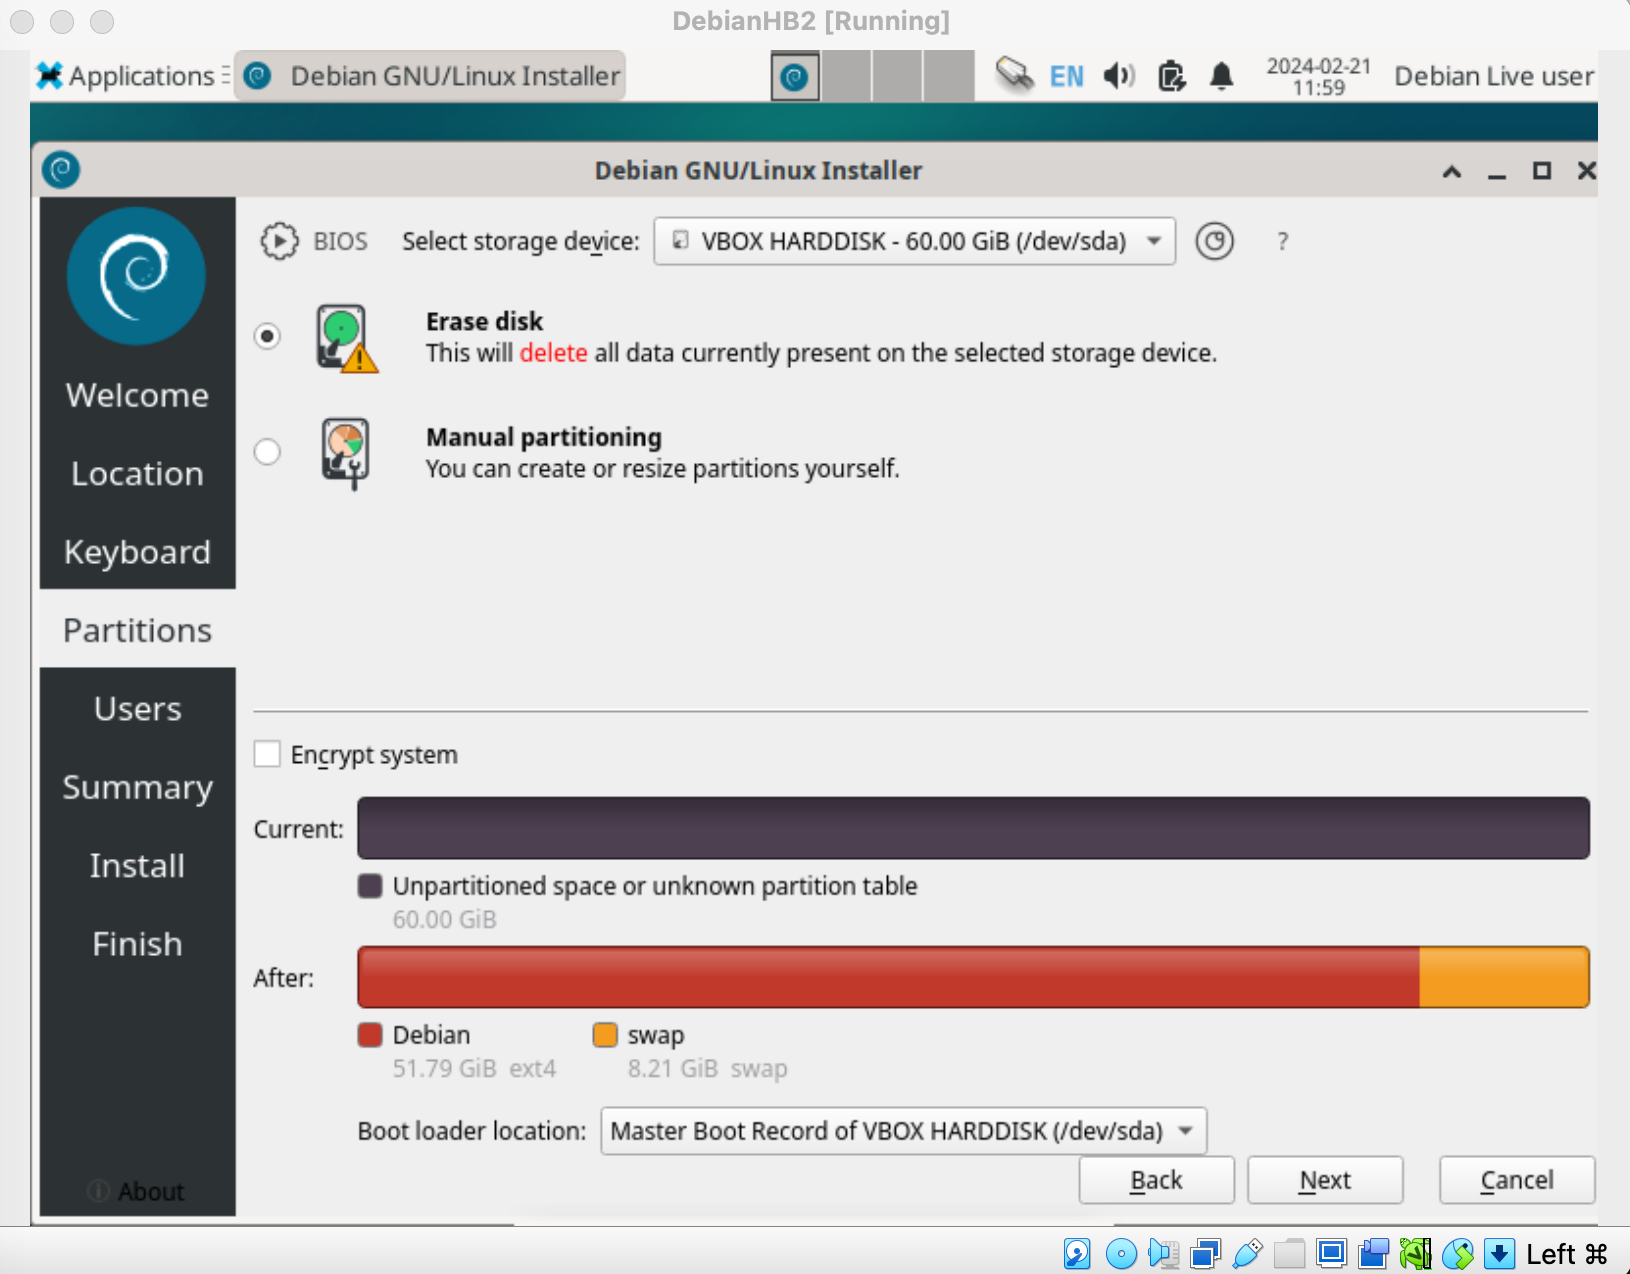 DebianHB2 [Running]
Applications
Debian GNU/Linux Installer
EN
2024-02-21
11:59
Debian Live user
Debian GNU/Linux Installer
BIOS
Select storage device:
VBOX HARDDISK - 60.00 GiB (/dev/sda)
?
Erase disk
This will delete all data currently present on the selected storage device.
Manual partitioning
You can create or resize partitions yourself.
Welcome
Location
Keyboard
Partitions
Users
Summary
Install
Finish
About
Encrypt system
Current:
Unpartitioned space or unknown partition table
60.00 GiB
After:
Debian
51.79 GiB ext4
swap
8.21 GiB swap
Boot loader location:
Master Boot Record of VBOX HARDDISK (/dev/sda)
Back
Next
Cancel
Left ⌘